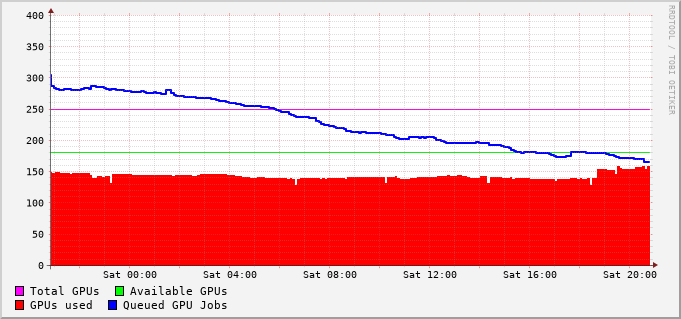 400
350
300
250
200
150
100
50
0
Sat 00:00 Sat 04:00 Sat 08:00 Sat 12:00 Sat 16:00 Sat 20:00
Total GPUs Available GPUs
GPUs used Queued GPU Jobs
RRDTOOL / TOBI OETIKER